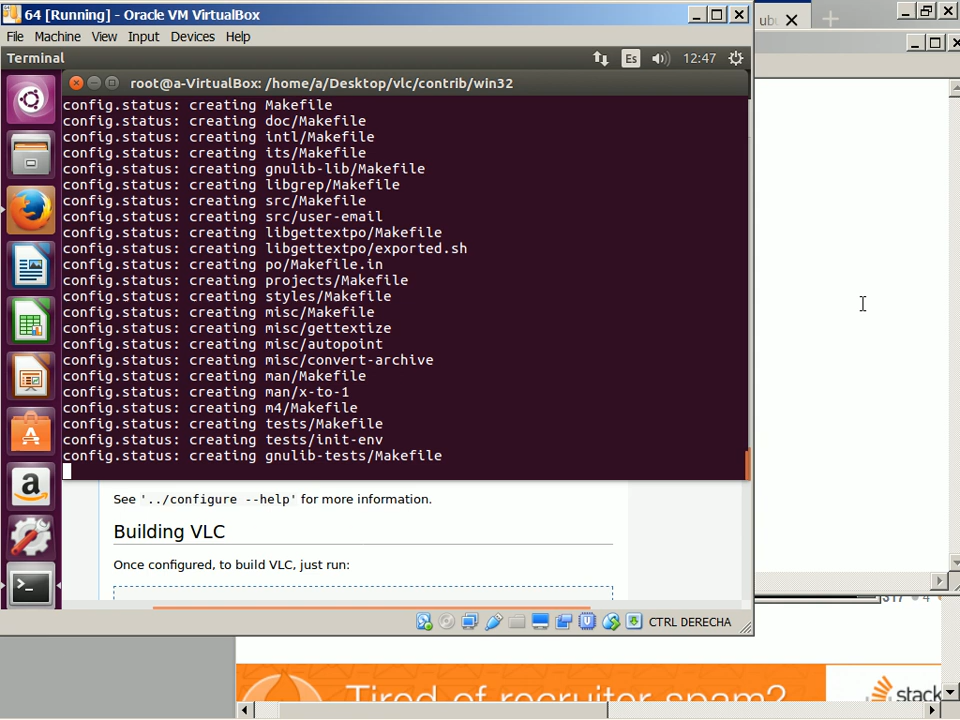 64 [Running] - Oracle VM VirtualBox
File Machine View Input Devices Help
Terminal
Es
12:47
root@a-VirtualBox: /home/a/Desktop/vlc/contrib/win32
config.status: creating Makefile
config.status: creating doc/Makefile
config.status: creating intl/Makefile
config.status: creating its/Makefile
config.status: creating gnulib-lib/Makefile
config.status: creating libgrep/Makefile
config.status: creating src/Makefile
config.status: creating src/user-email
config.status: creating libgettextpo/Makefile
config.status: creating libgettextpo/exported.sh
config.status: creating po/Makefile.in
config.status: creating projects/Makefile
config.status: creating styles/Makefile
config.status: creating misc/Makefile
config.status: creating misc/gettextize
config.status: creating misc/autopoint
config.status: creating misc/convert-archive
config.status: creating man/Makefile
config.status: creating man/x-to-1
config.status: creating m4/Makefile
config.status: creating tests/Makefile
config.status: creating tests/init-env
config.status: creating gnulib-tests/Makefile
See '../configure --help' for more information.
Building VLC
Once configured, to build VLC, just run:
CTRL DERECHA
Tired of recruiter spam?
stack